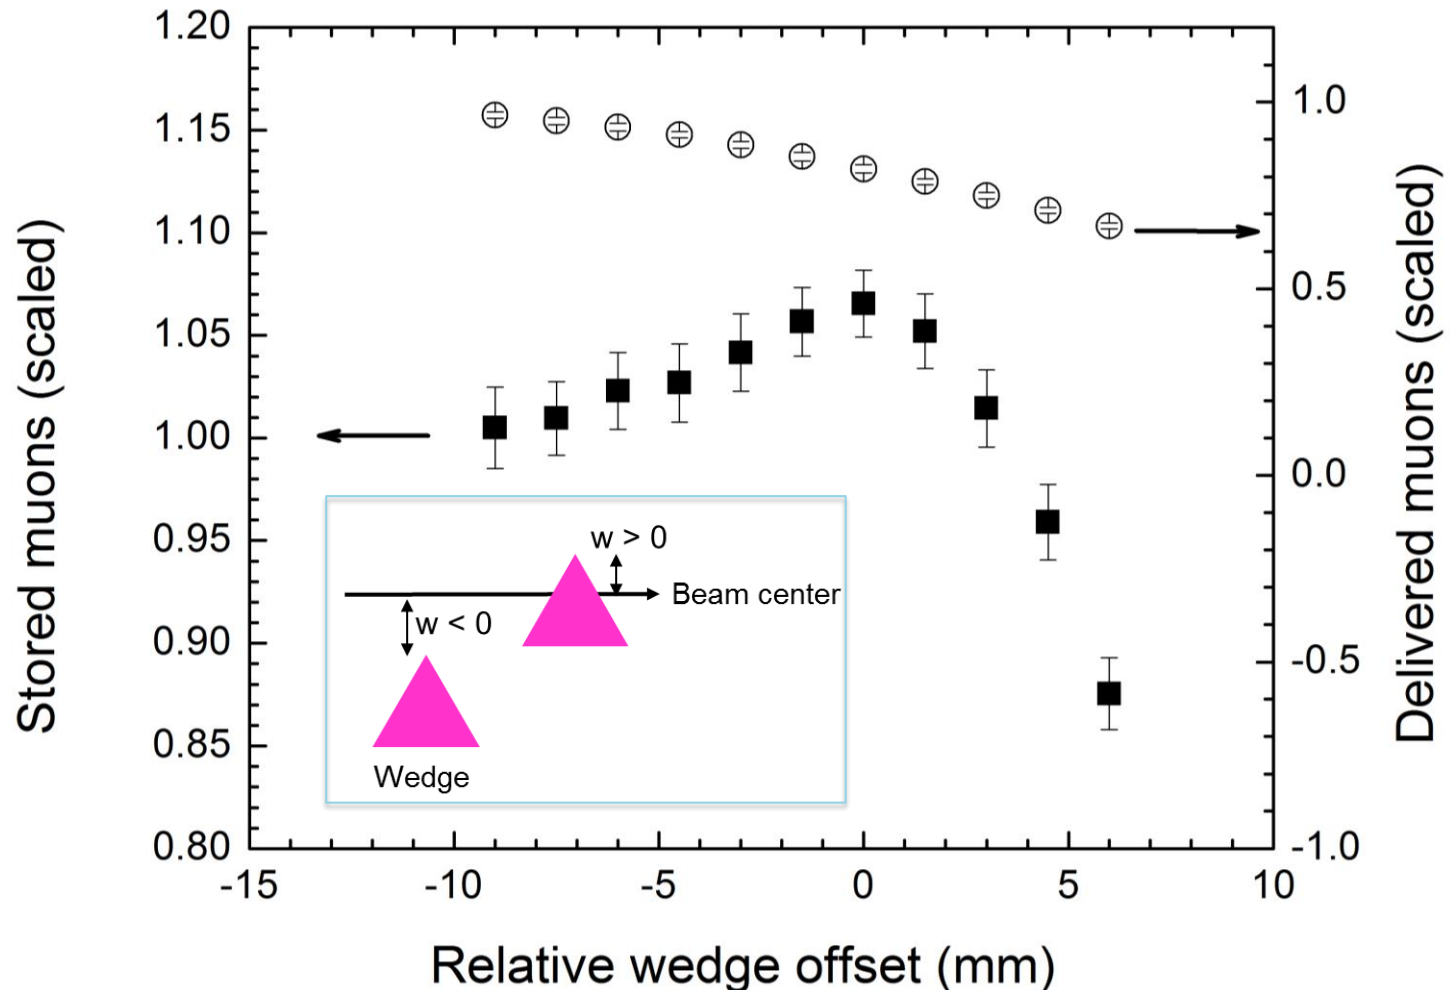 1.20
1.15
1.10
1.05
1.00
0.95
0.90
0.85
0.80
Stored muons (scaled)
1.0
0.5
0.0
-0.5
-1.0
Delivered muons (scaled)
w > 0
Beam center
w < 0
Wedge
-15 -10 -5 0 5 10
Relative wedge offset (mm)